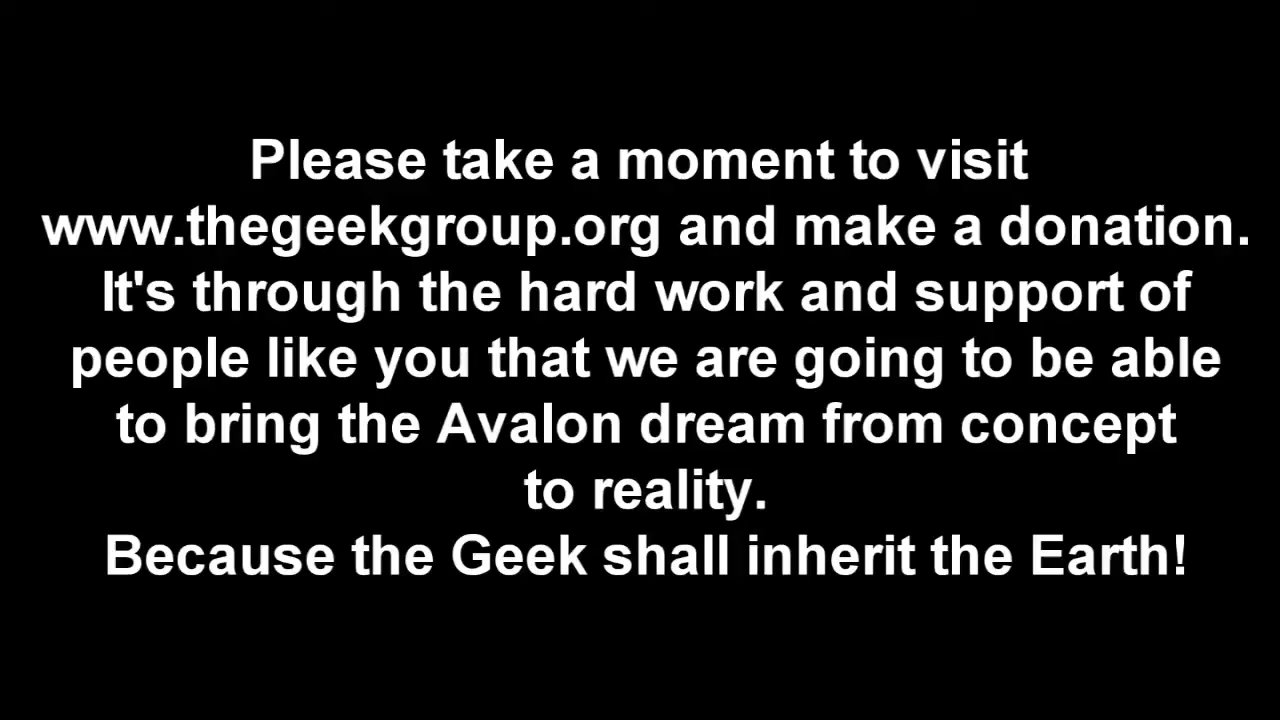 Please take a moment to visit
www.thegeekgroup.org and make a donation.
It's through the hard work and support of
people like you that we are going to be able
to bring the Avalon dream from concept
to reality.
Because the Geek shall inherit the Earth!